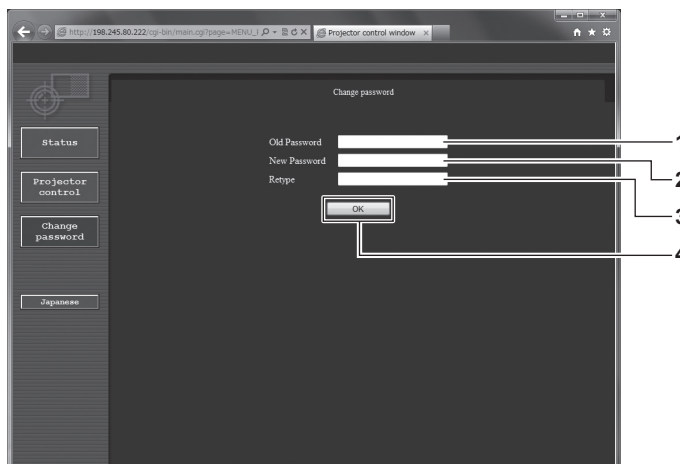 http://198.245.80.222/cgi-bin/main.cgi?page=MENU_I
Projector control window
Change password
Status
Projector
control
Change
password
Japanese
Old Password
New Password
Retype
OK
1
2
3
4